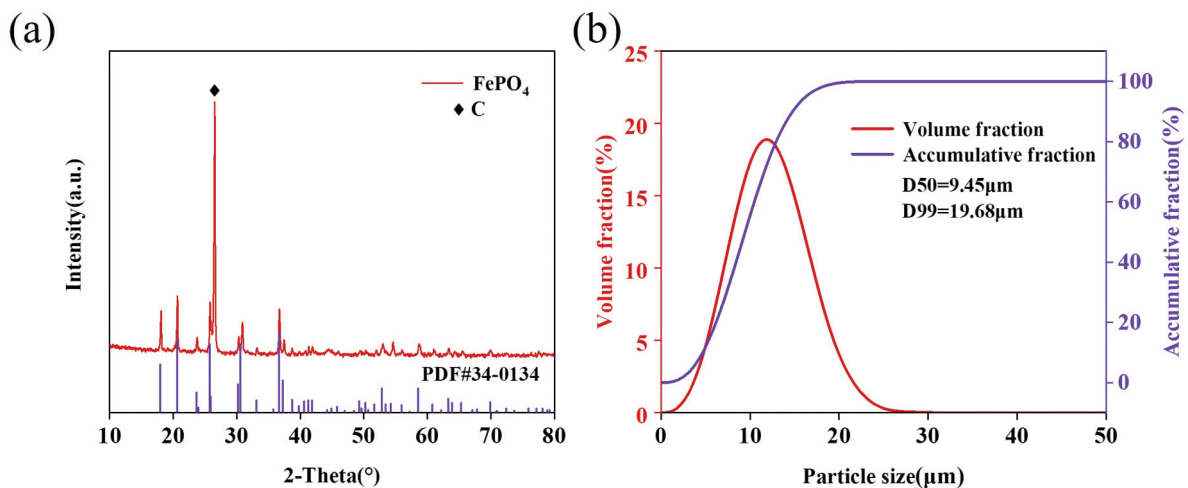 (a)
Intensity(a.u.)
FePO₄
◆ C
PDF#34-0134
10 20 30 40 50 60 70 80
2-Theta(°)
(b)
Volume fraction(%)
25
20
15
10
5
0
Volume fraction
Accumulative fraction
D50=9.45μm
D99=19.68μm
100
80
60
40
20
0
Accumulative fraction(%)
0 10 20 30 40 50
Particle size(μm)